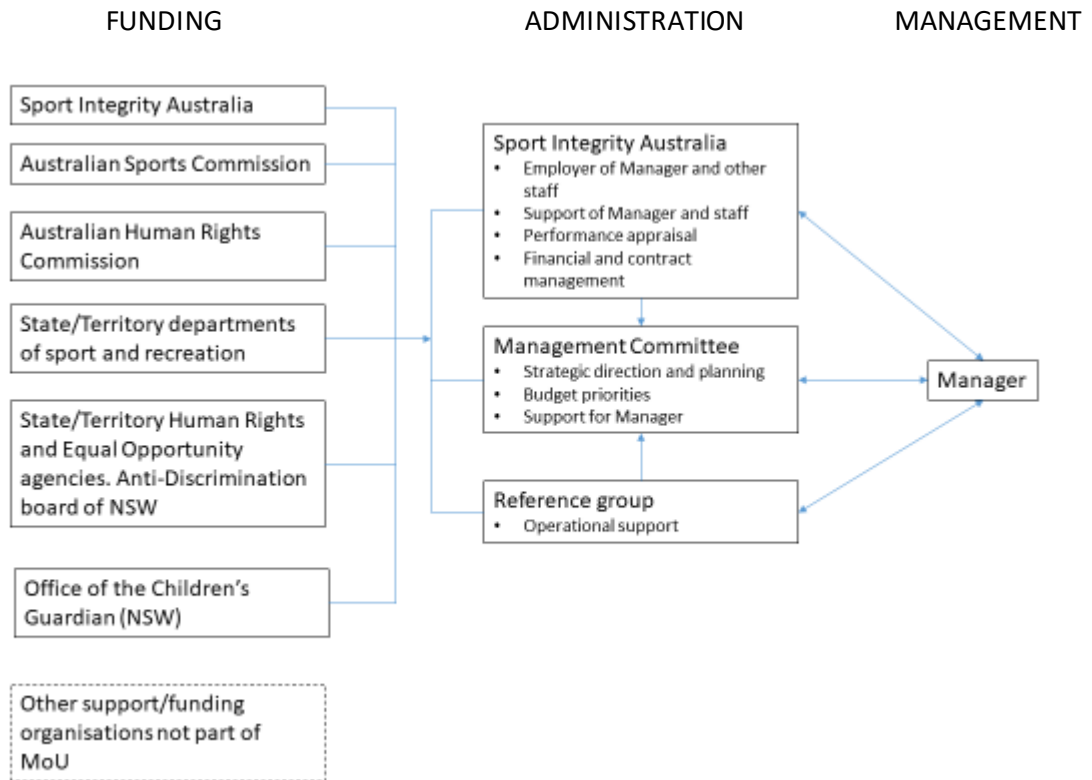 FUNDING
ADMINISTRATION
MANAGEMENT
Sport Integrity Australia
Australian Sports Commission
Australian Human Rights
Commission
State/Territory departments
of sport and recreation
State/Territory Human Rights
and Equal Opportunity
agencies. Anti-Discrimination
board of NSW
Office of the Children’s
Guardian (NSW)
Other support/funding
organisations not part of
MoU
Sport Integrity Australia
• Employer of Manager and other
staff
• Support of Manager and staff
• Performance appraisal
• Financial and contract
management
Management Committee
• Strategic direction and planning
• Budget priorities
• Support for Manager
Reference group
• Operational support
Manager